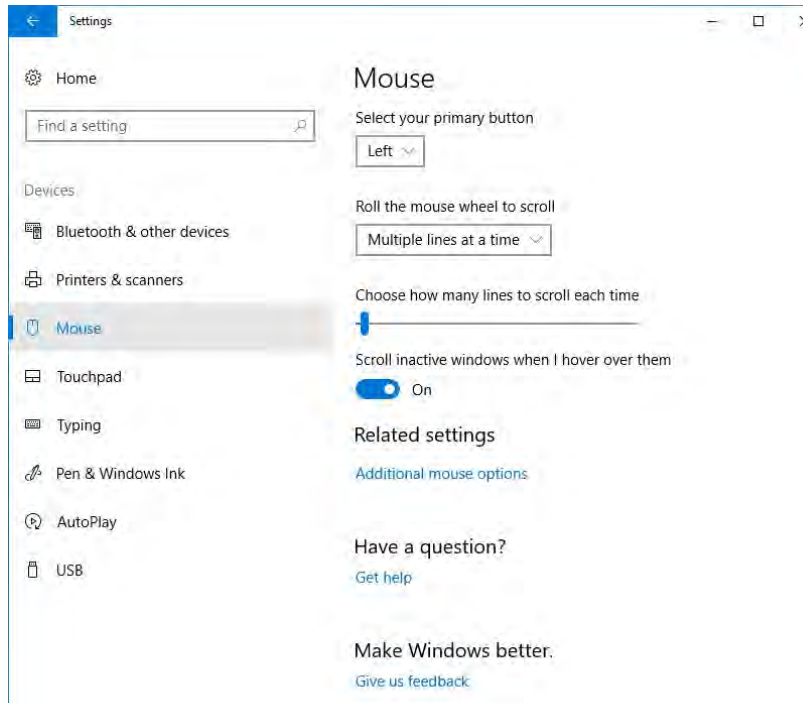 Settings
Home
Find a setting
Devices
Bluetooth & other devices
Printers & scanners
Mouse
Touchpad
Typing
Pen & Windows Ink
AutoPlay
USB
Mouse
Select your primary button
Left
Roll the mouse wheel to scroll
Multiple lines at a time
Choose how many lines to scroll each time
Scroll inactive windows when I hover over them
On
Related settings
Additional mouse options
Have a question?
Get help
Make Windows better.
Give us feedback